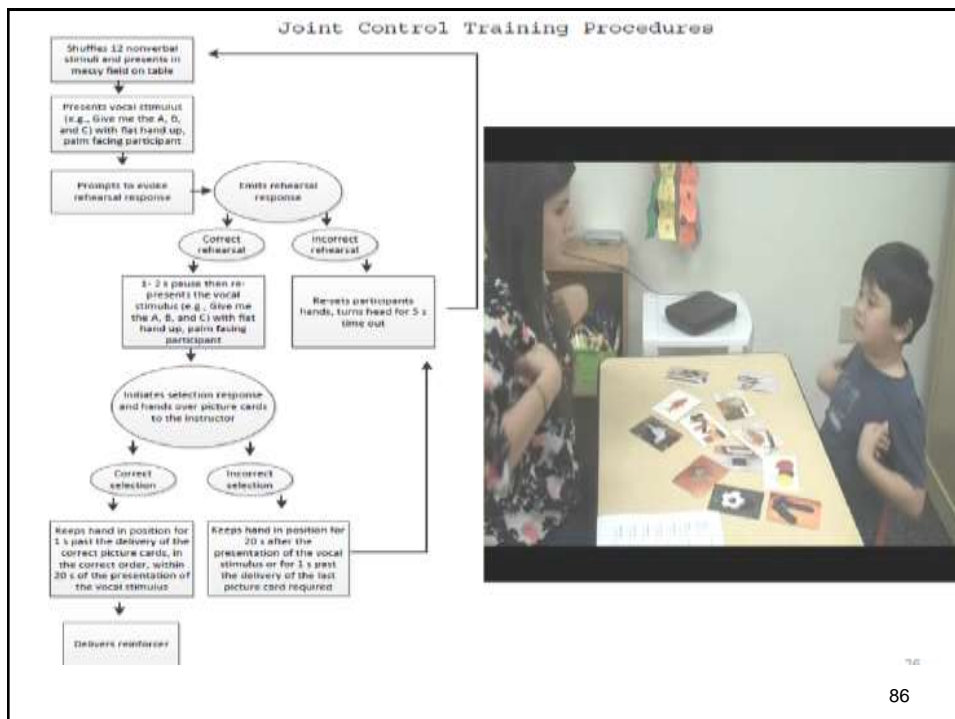 Joint Control Training Procedures
Shuffles 12 nonverbal
stimuli and presents in
messy field on table
Presents vocal stimulus
(e.g., Give me the A, B,
and C) with flat hand up,
palm facing participant
Prompts to evoke
rehearsal response
Emits rehearsal
response
Correct
rehearsal
Incorrect
rehearsal
1- 2 s pause then re-
presents the vocal
stimulus (e.g., Give me
the A, B, and C) with flat
hand up, palm facing
participant
Re-sets participants
hands, turns head for 5 s
time out
Initiates selection response
and hands over picture cards
to the instructor
Correct
selection
Incorrect
selection
Keeps hand in position for
1 s past the delivery of the
correct picture cards, in
the correct order, within
20 s of the presentation of
the vocal stimulus
Keeps hand in position for
20 s after the
presentation of the vocal
stimulus or for 1 s past
the delivery of the last
picture card required
Delivers reinforcer
86